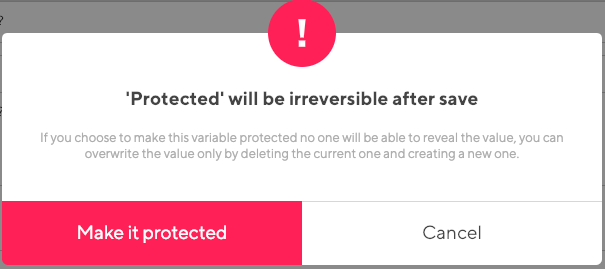 ?
!
'Protected' will be irreversible after save
?
If you choose to make this variable protected no one will be able to reveal the value, you can
overwrite the value only by deleting the current one and creating a new one.
Make it protected
Cancel